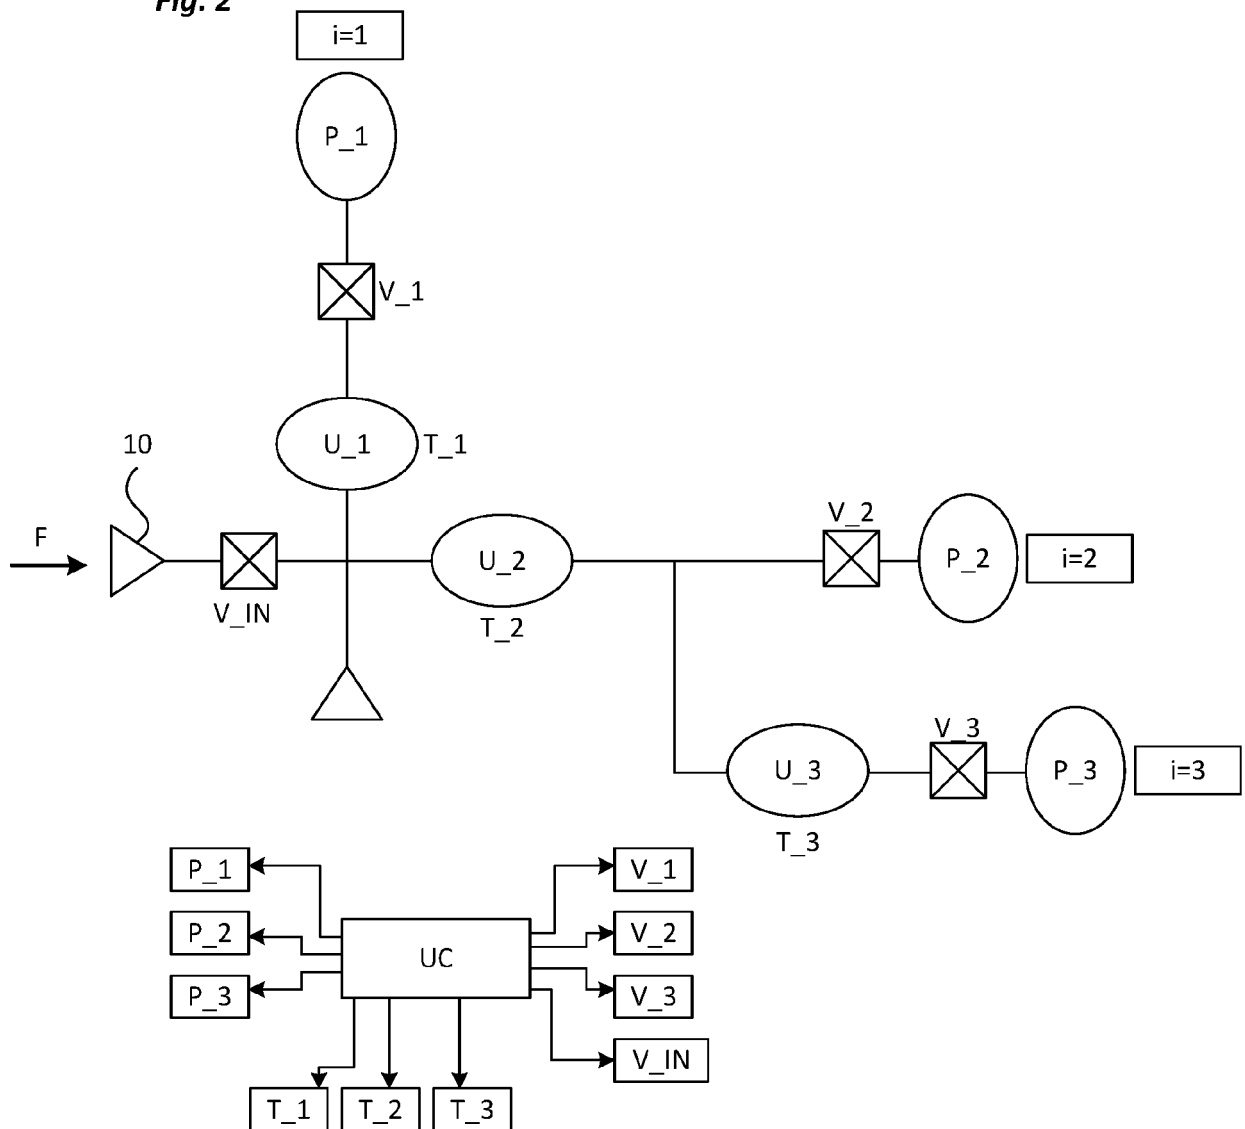 Fig. 2
i=1
P_1
V_1
U_1 T_1
10
F
V_IN
U_2
T_2
V_2
P_2
i=2
V_3
U_3
T_3
P_3
i=3
P_1
P_2
P_3
UC
V_1
V_2
V_3
V_IN
T_1
T_2
T_3